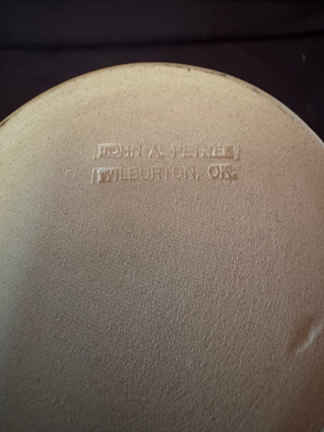 JOHN A.
WILBURTON, OK.